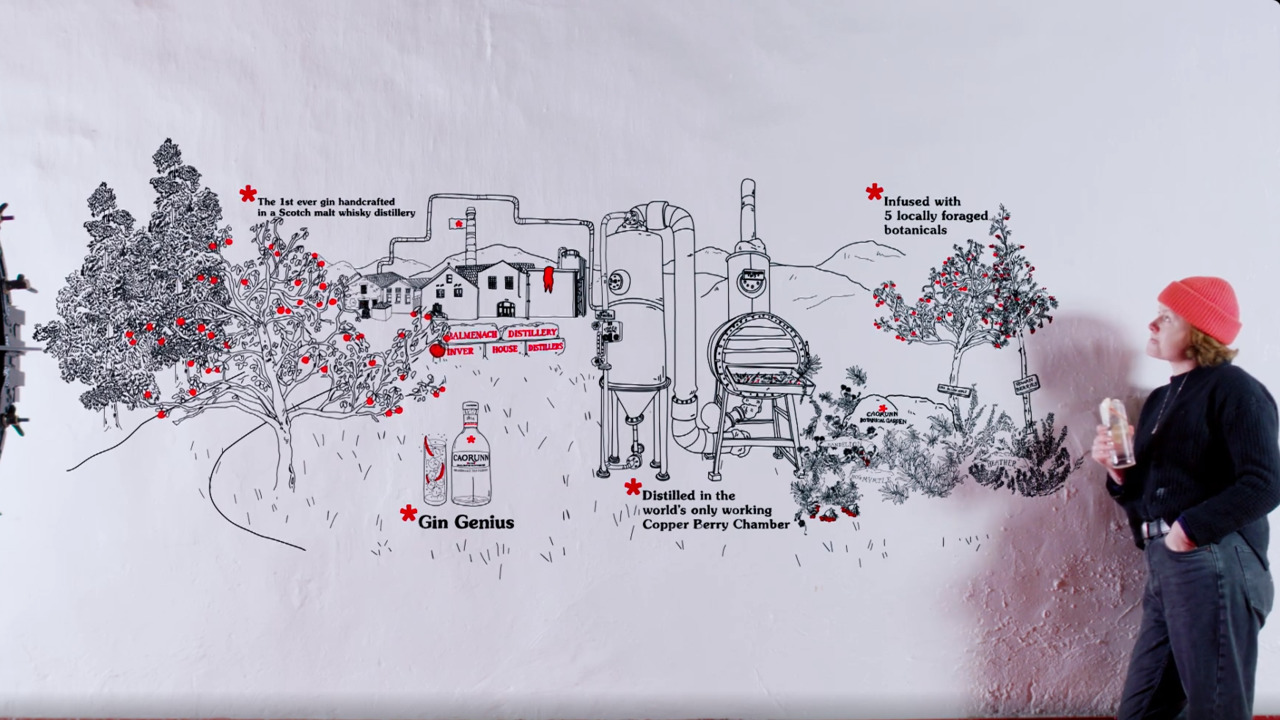 *The 1st ever gin handcrafted
in a Scotch malt whisky distillery
*Infused with
5 locally foraged
botanicals
BALMENACH DISTILLERY
INVER HOUSE DISTILLERS
CAORUNN
BOTANICAL GARDEN
HEATHER
CAORUNN
*Gin Genius
*Distilled in the
world's only working
Copper Berry Chamber